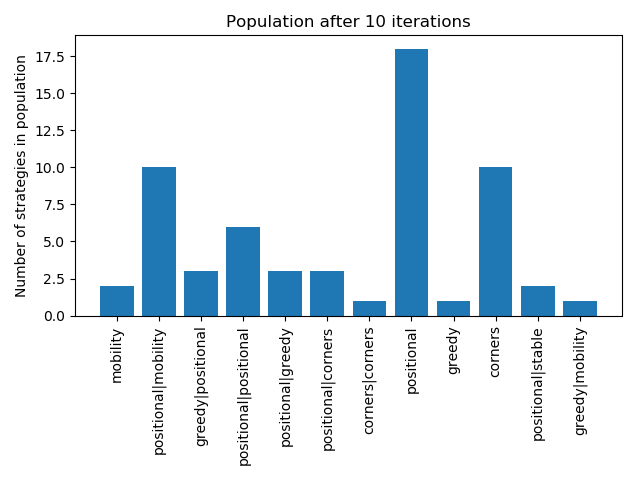 Population after 10 iterations
Number of strategies in population
17.5
15.0
12.5
10.0
7.5
5.0
2.5
0.0
mobility
positional|mobility
greedy|positional
positional|positional
positional|greedy
positional|corners
corners|corners
positional
greedy
corners
positional|stable
greedy|mobility